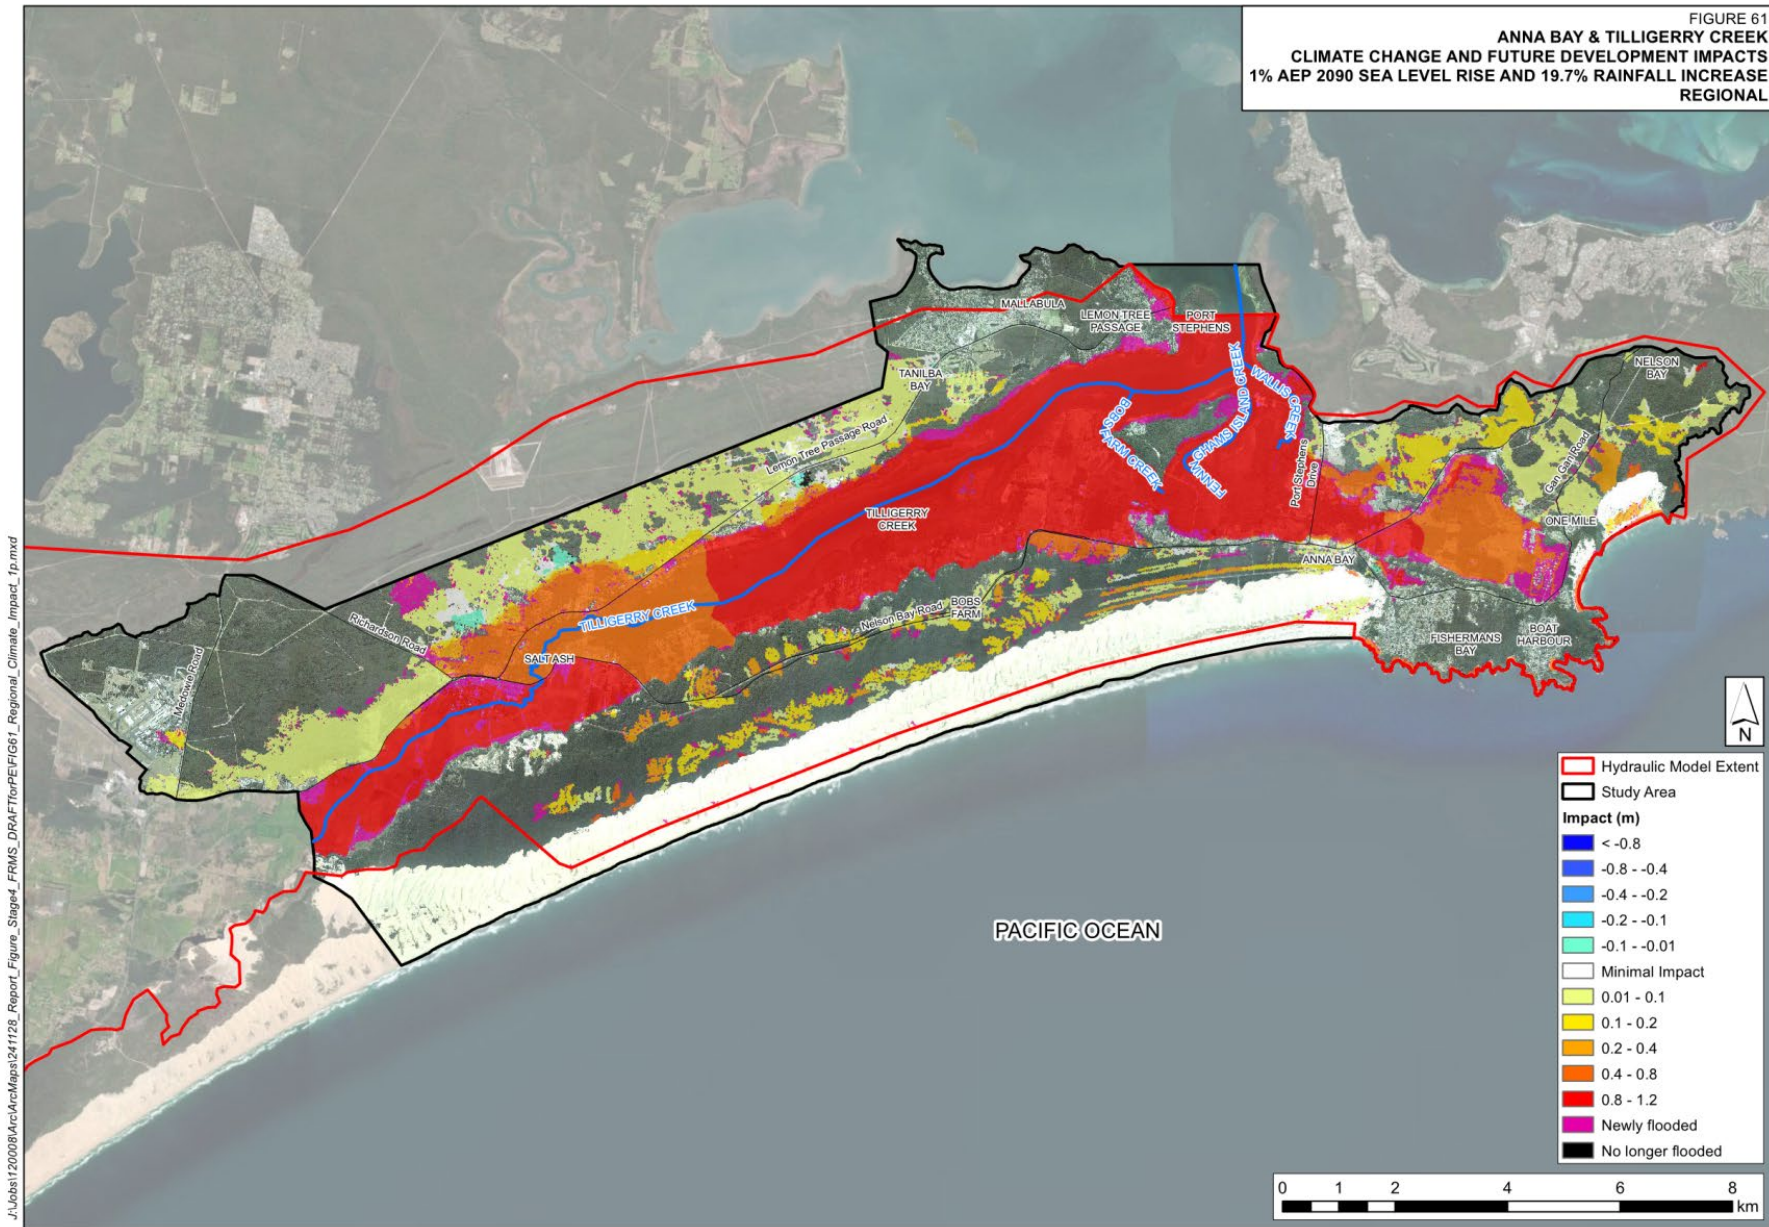 FIGURE 61
ANNA BAY & TILLIGERRY CREEK
CLIMATE CHANGE AND FUTURE DEVELOPMENT IMPACTS
1% AEP 2090 SEA LEVEL RISE AND 19.7% RAINFALL INCREASE
REGIONAL
MALLABULA
LEMON TREE
PASSAGE
PORT
STEPHENS
TANILBA
BAY
NELSON
BAY
WALLIS CREEK
FENNINGHAMS ISLAND CREEK
BOBS
FARM CREEK
Lemon Tree Passage Road
Port Stephens
Drive
Gan Gan Road
ONE MILE
TILLIGERRY
CREEK
ANNA BAY
TILLIGERRY CREEK
Nelson Bay Road
BOBS
FARM
Richardson Road
SALT ASH
Medowie Road
FISHERMANS
BAY
BOAT
HARBOUR
PACIFIC OCEAN
N
Hydraulic Model Extent
Study Area
Impact (m)
< -0.8
-0.8 - -0.4
-0.4 - -0.2
-0.2 - -0.1
-0.1 - -0.01
Minimal Impact
0.01 - 0.1
0.1 - 0.2
0.2 - 0.4
0.4 - 0.8
0.8 - 1.2
Newly flooded
No longer flooded
0 1 2 4 6 8
km
J:\Jobs\120008\Arc\ArcMaps\241128_Report_Figure_Stage4_FRMS_DRAFTforPE\FIG61_Regional_Climate_Impact_1p.mxd